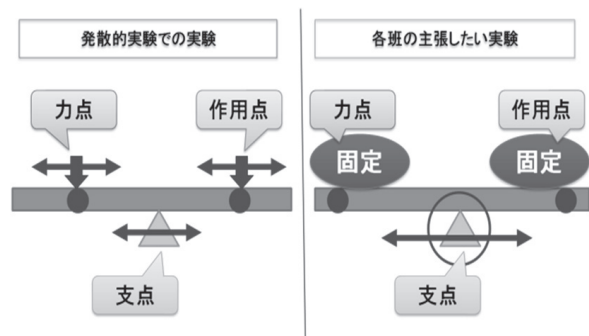 発散的実験での実験
力点
作用点
支点
各班の主張したい実験
力点
作用点
固定
固定
支点